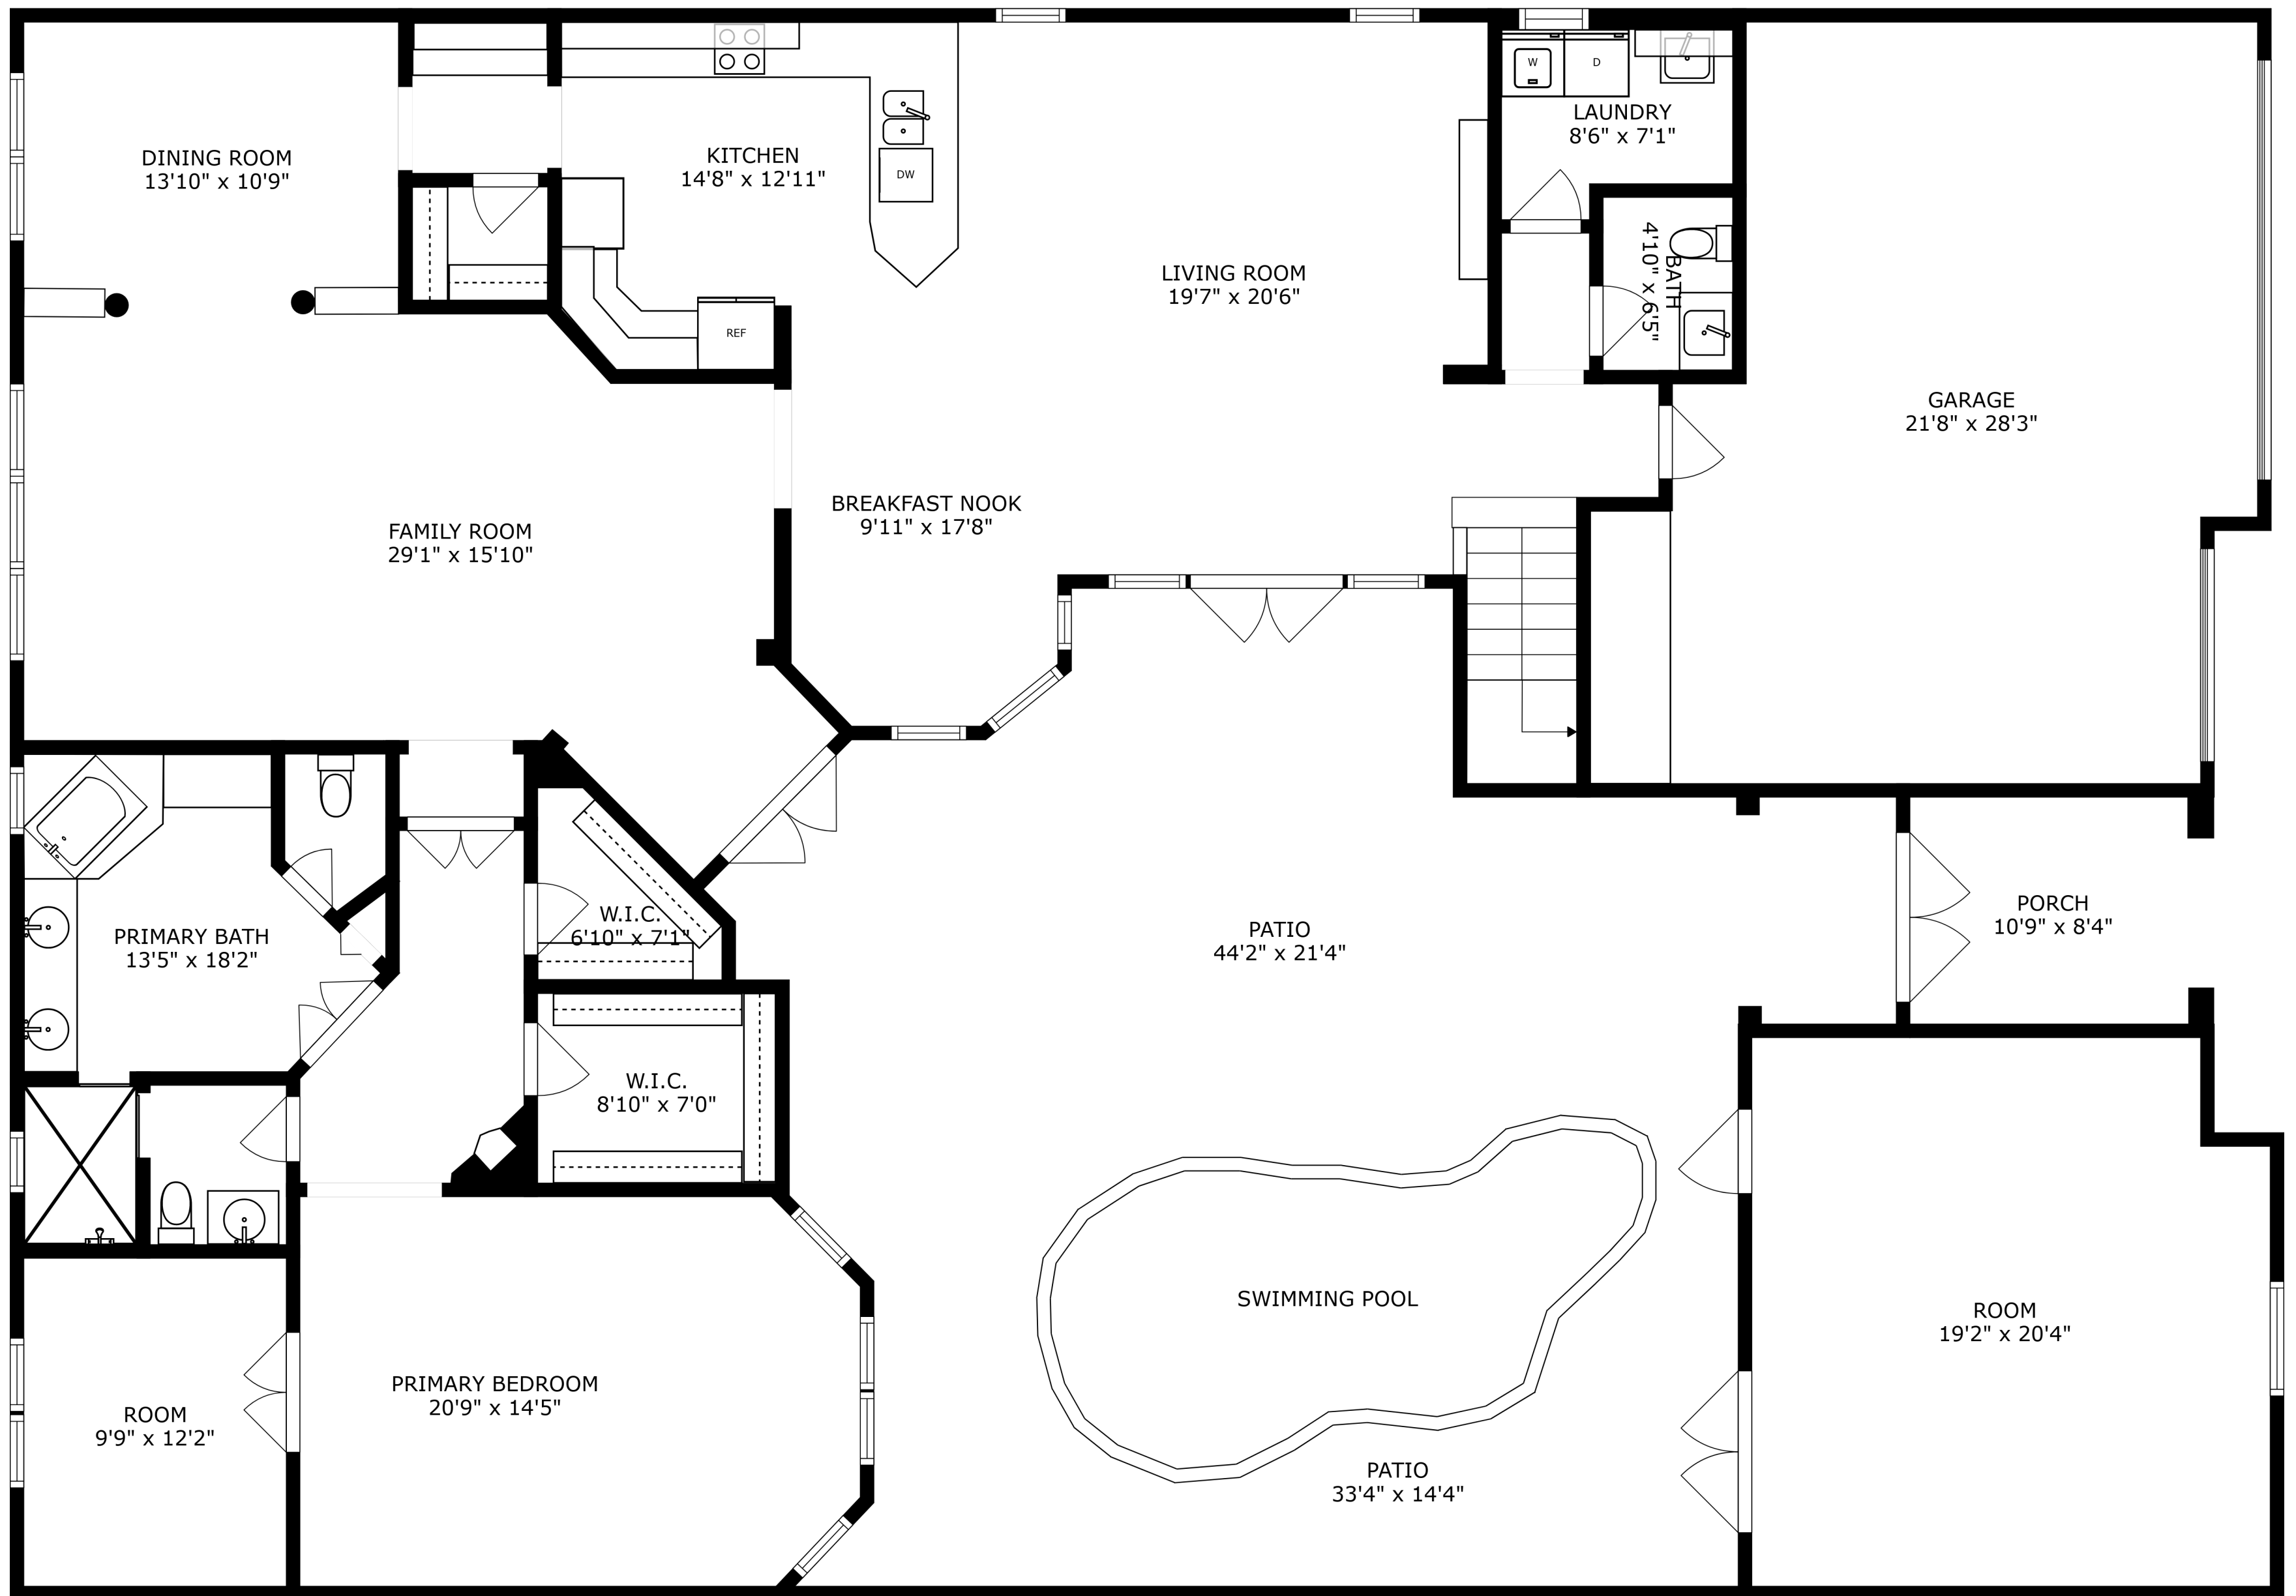 W
D
LAUNDRY
8'6" x 7'1"
DINING ROOM
13'10" x 10'9"
KITCHEN
14'8" x 12'11"
DW
BATH
4'10" x 6'5"
LIVING ROOM
19'7" x 20'6"
REF
GARAGE
21'8" x 28'3"
BREAKFAST NOOK
9'11" x 17'8"
FAMILY ROOM
29'1" x 15'10"
W.I.C.
6'10" x 7'1"
PORCH
10'9" x 8'4"
PRIMARY BATH
13'5" x 18'2"
PATIO
44'2" x 21'4"
W.I.C.
8'10" x 7'0"
SWIMMING POOL
ROOM
19'2" x 20'4"
PRIMARY BEDROOM
20'9" x 14'5"
ROOM
9'9" x 12'2"
PATIO
33'4" x 14'4"